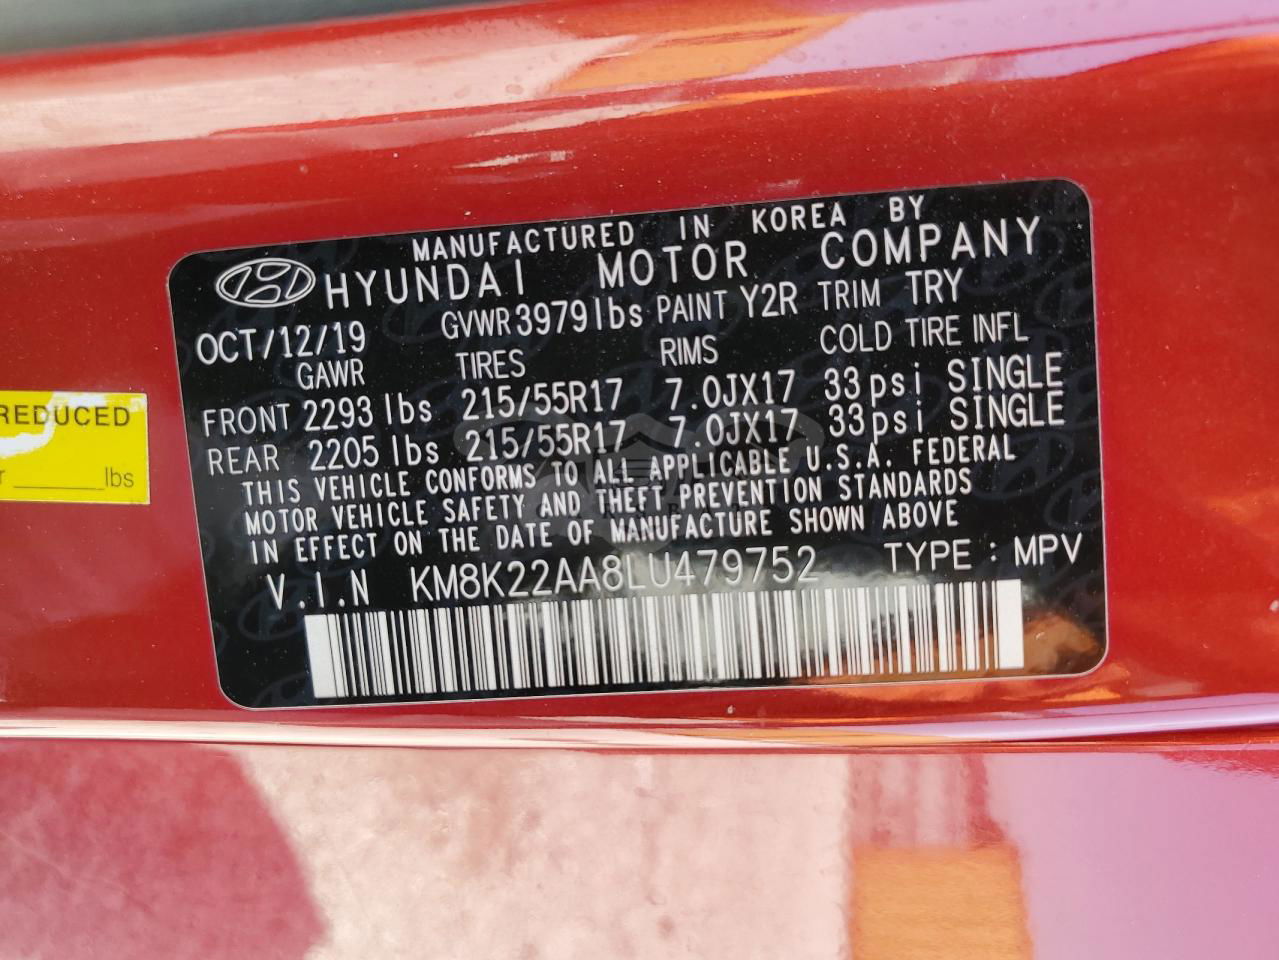 MANUFACTURED IN KOREA BY
HYUNDAI MOTOR COMPANY
OCT/12/19 GVWR 3979lbs PAINT Y2R TRIM TRY
GAWR TIRES RIMS COLD TIRE INFL
FRONT 2293 lbs 215/55R17 7.0JX17 33psi SINGLE
REAR 2205 lbs 215/55R17 7.0JX17 33psi SINGLE
THIS VEHICLE CONFORMS TO ALL APPLICABLE U.S.A. FEDERAL
MOTOR VEHICLE SAFETY AND THEFT PREVENTION STANDARDS
IN EFFECT ON THE DATE OF MANUFACTURE SHOWN ABOVE
V.I.N KM8K22AA8LU479752 TYPE : MPV
REDUCED
lbs